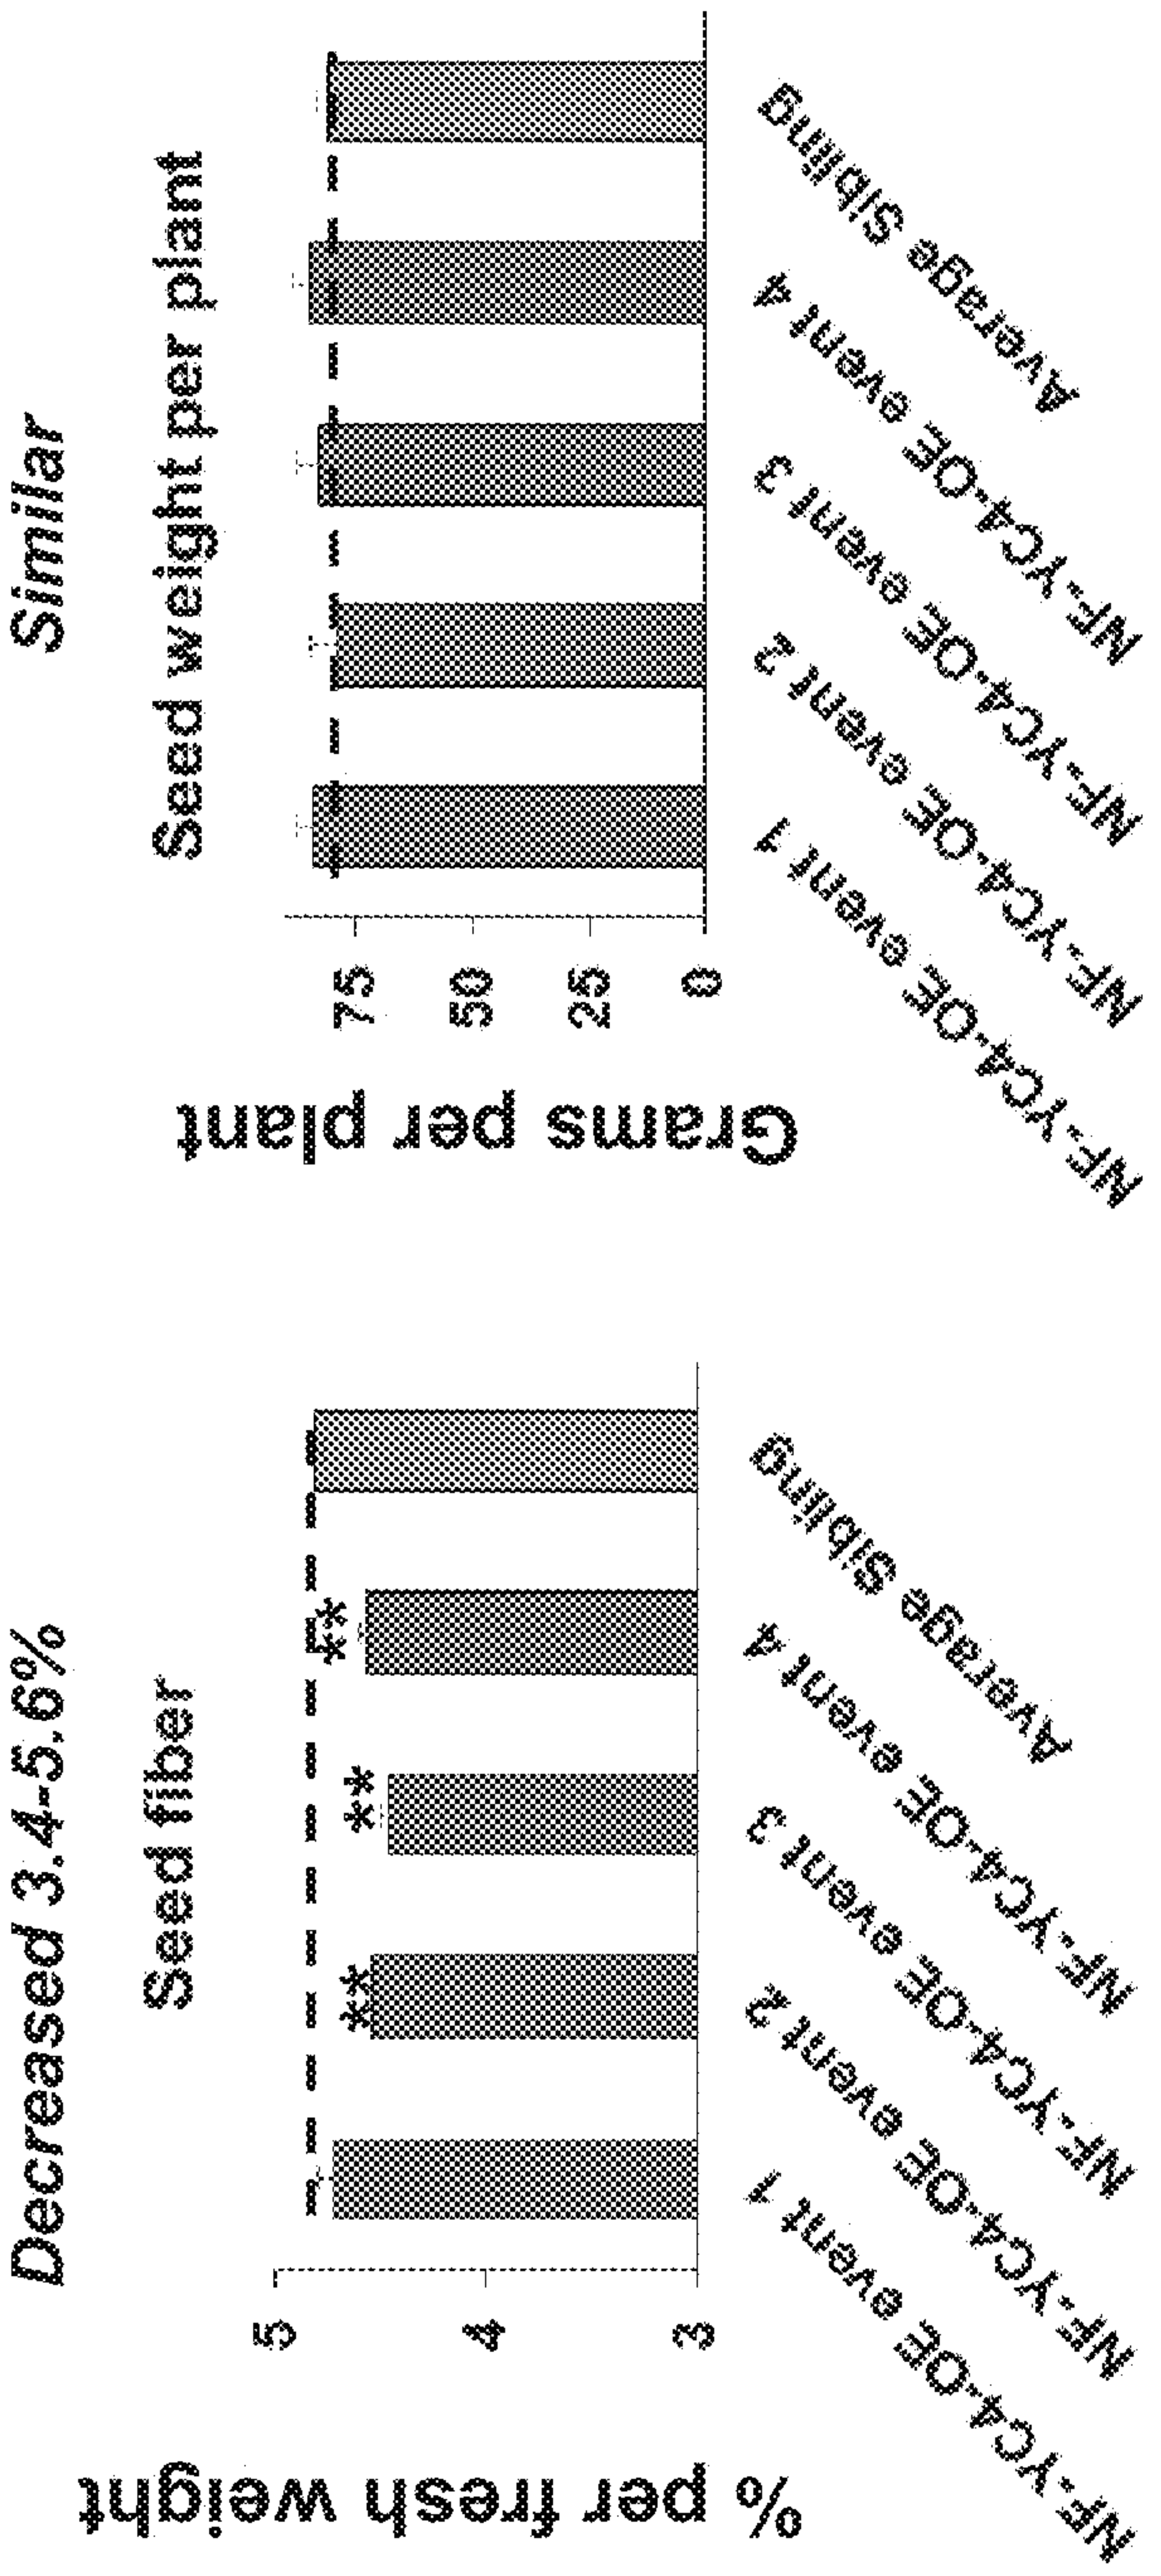 Decreased 3.4-5.6%
Seed fiber
% per fresh weight
5
4
3
**
**
**
NF-YC4-OE event 1
NF-YC4-OE event 2
NF-YC4-OE event 3
NF-YC4-OE event 4
Average Sibling
Similar
Seed weight per plant
Grams per plant
75
50
25
0
NF-YC4-OE event 1
NF-YC4-OE event 2
NF-YC4-OE event 3
NF-YC4-OE event 4
Average Sibling